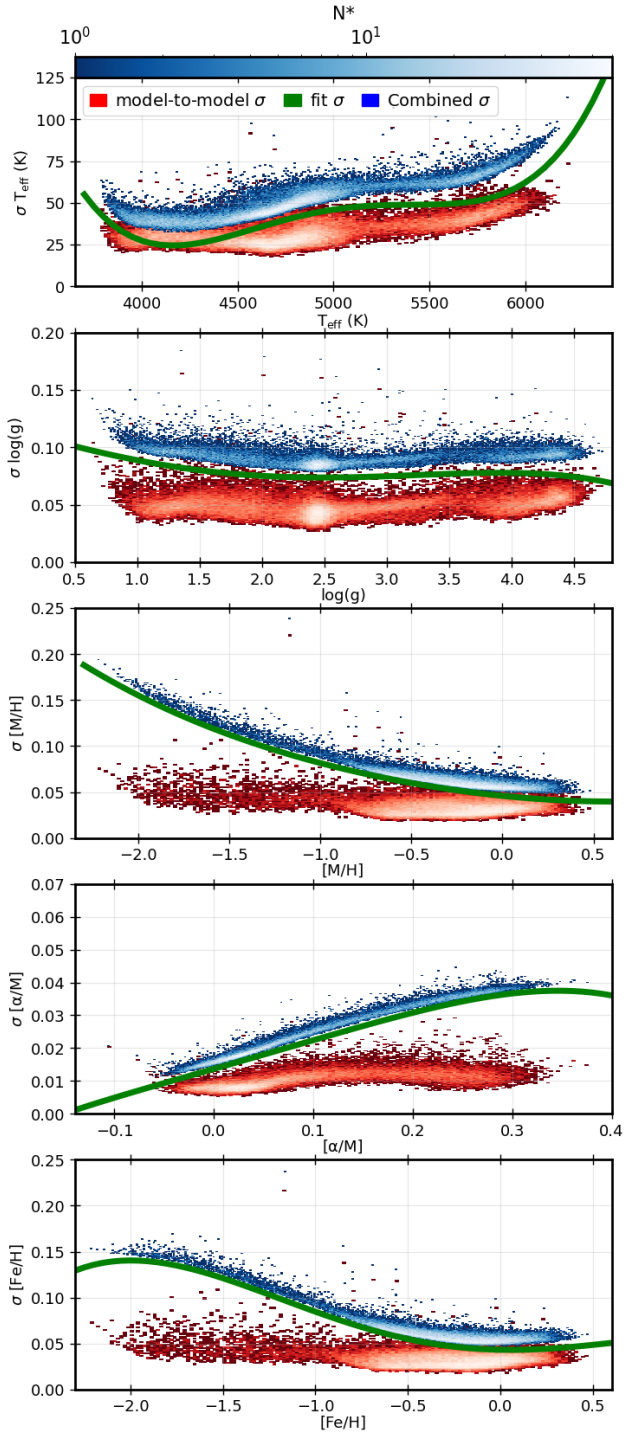 N*
10⁰ 10¹
model-to-model σ fit σ Combined σ
125
100
75
50
25
0
σ T_eff (K)
4000 4500 5000 5500 6000
T_eff (K)
0.20
0.15
0.10
0.05
0.00
σ log(g)
0.5 1.0 1.5 2.0 2.5 3.0 3.5 4.0 4.5
log(g)
0.25
0.20
0.15
0.10
0.05
0.00
σ [M/H]
−2.0 −1.5 −1.0 −0.5 0.0 0.5
[M/H]
0.07
0.06
0.05
0.04
0.03
0.02
0.01
0.00
σ [α/M]
−0.1 0.0 0.1 0.2 0.3 0.4
[α/M]
0.25
0.20
0.15
0.10
0.05
0.00
σ [Fe/H]
−2.0 −1.5 −1.0 −0.5 0.0 0.5
[Fe/H]